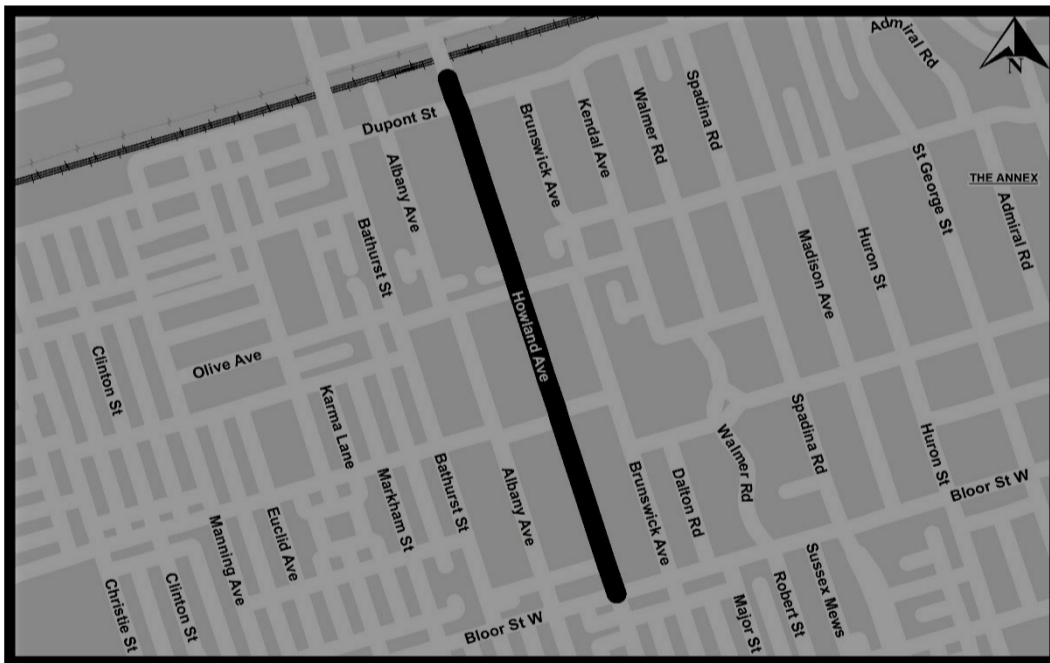 Admiral Rd
N
Dupont St
Brunswick Ave
Kendal Ave
Walmer Rd
Spadina Rd
Albany Ave
St George St
THE ANNEX
Admiral Rd
Bathurst St
Madison Ave
Huron St
Howland Ave
Clinton St
Olive Ave
Karma Lane
Markham St
Bathurst St
Albany Ave
Brunswick Ave
Dalton Rd
Walmer Rd
Spadina Rd
Huron St
Bloor St W
Manning Ave
Euclid Ave
Christie St
Clinton St
Bloor St W
Major St
Robert St
Sussex Mews